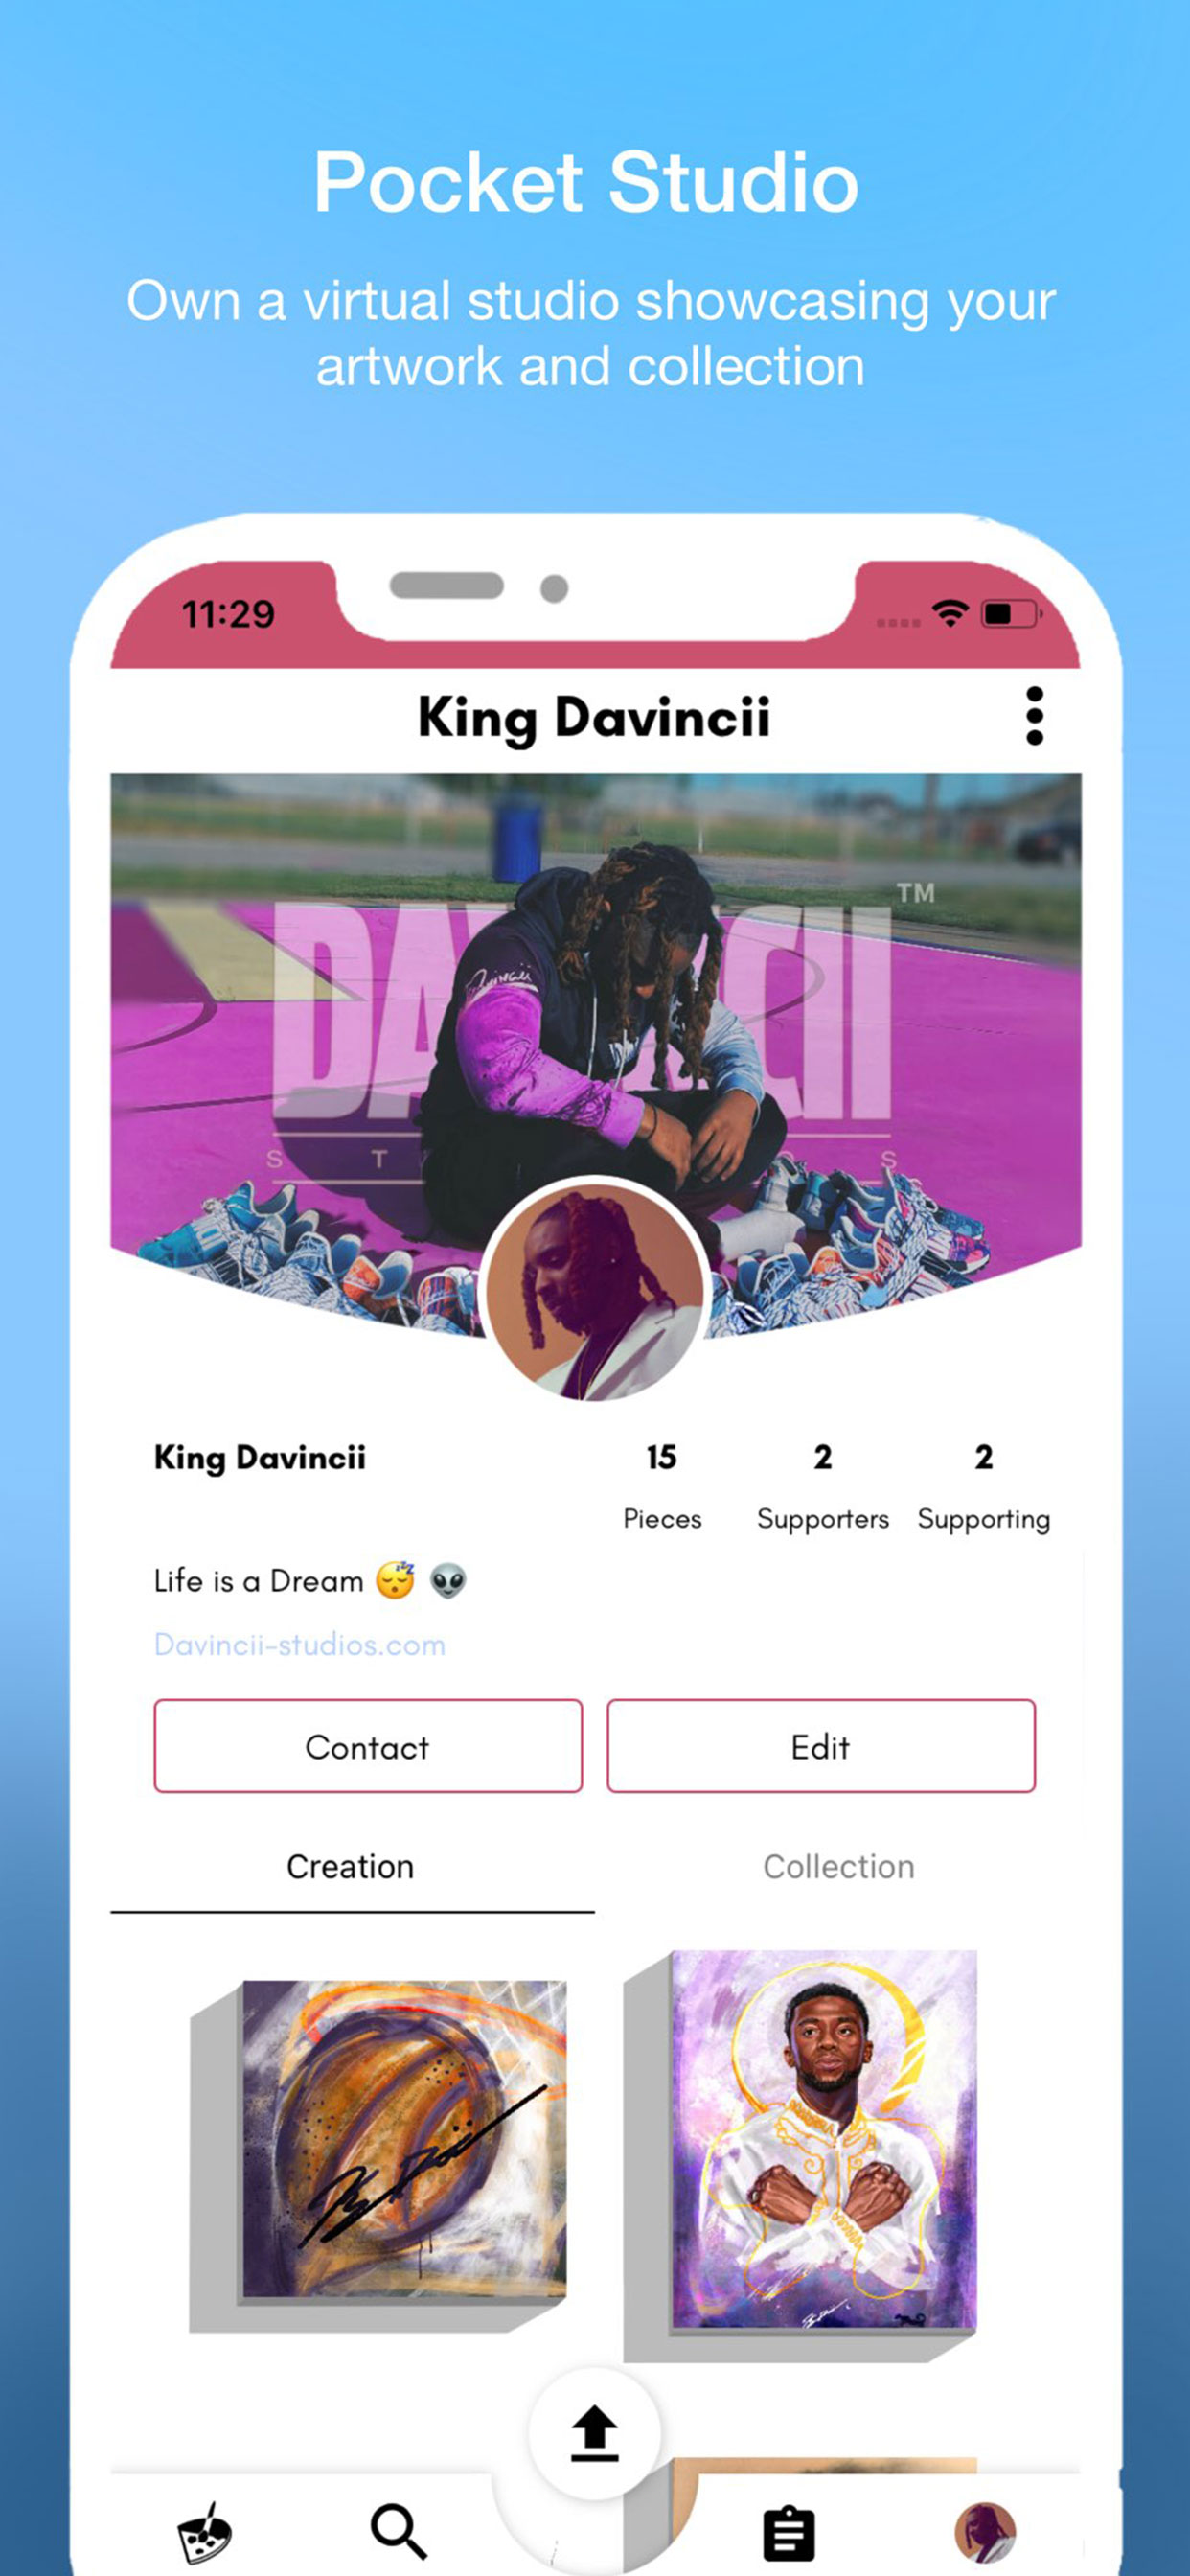 Pocket Studio
Own a virtual studio showcasing your
artwork and collection
11:29
King Davincii
TM
King Davincii
15
2
2
Pieces
Supporters
Supporting
Life is a Dream 😴 👽
Davincii-studios.com
Contact
Edit
Creation
Collection